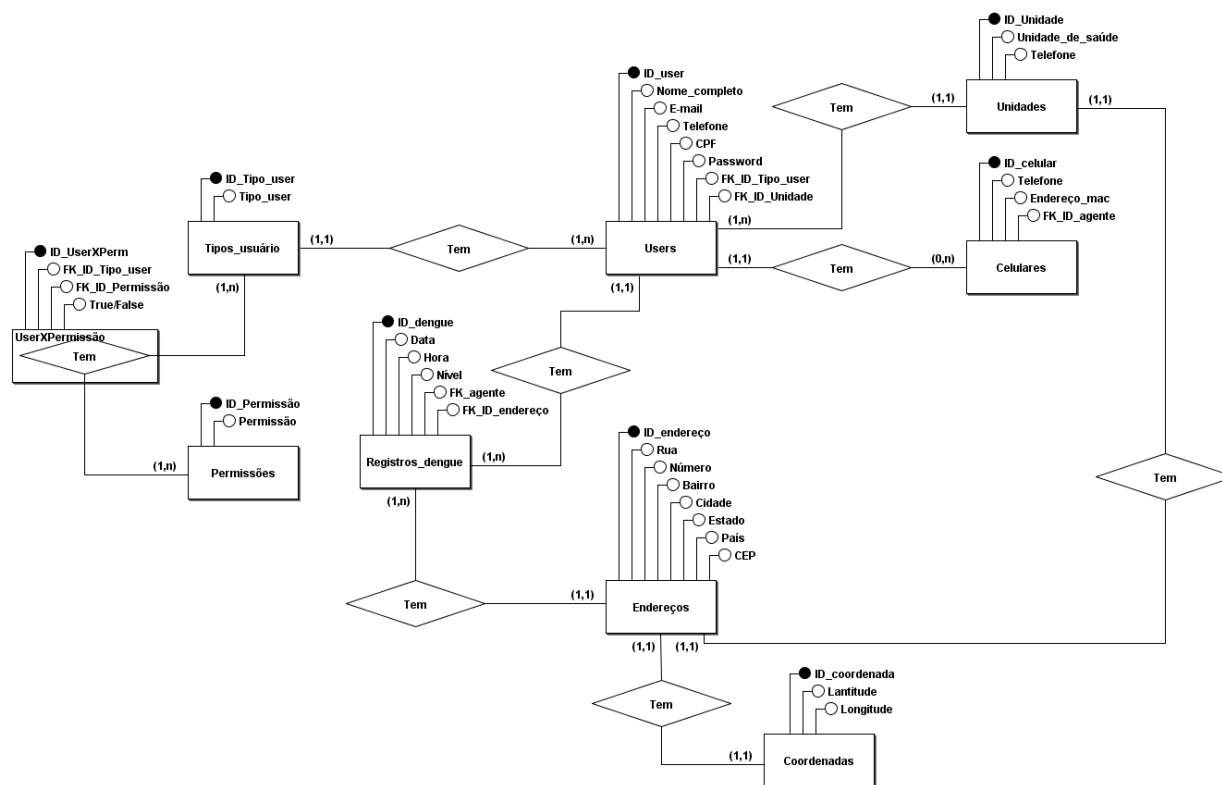 ID_Unidade
Unidade_de_saúde
Telefone
Unidades
(1,1)
(1,1)
Tem
ID_user
Nome_completo
E-mail
Telefone
CPF
Password
FK_ID_Tipo_user
FK_ID_Unidade
(1,n)
Users
(1,n)
(1,1)
(1,1)
ID_celular
Telefone
Endereço_mac
FK_ID_agente
Celulares
(0,n)
Tem
ID_Tipo_user
Tipo_user
Tipos_usuário
(1,1)
(1,n)
Tem
ID_UserXPerm
FK_ID_Tipo_user
FK_ID_Permissão
True/False
UserXPermissão
Tem
ID_Permissão
Permissão
Permissões
(1,n)
ID_dengue
Data
Hora
Nível
FK_agente
FK_ID_endereço
Registros_dengue
(1,n)
(1,n)
Tem
Tem
ID_endereço
Rua
Número
Bairro
Cidade
Estado
País
CEP
Endereços
(1,1)
(1,1)
(1,1)
Tem
Tem
ID_coordenada
Lantitude
Longitude
Coordenadas
(1,1)